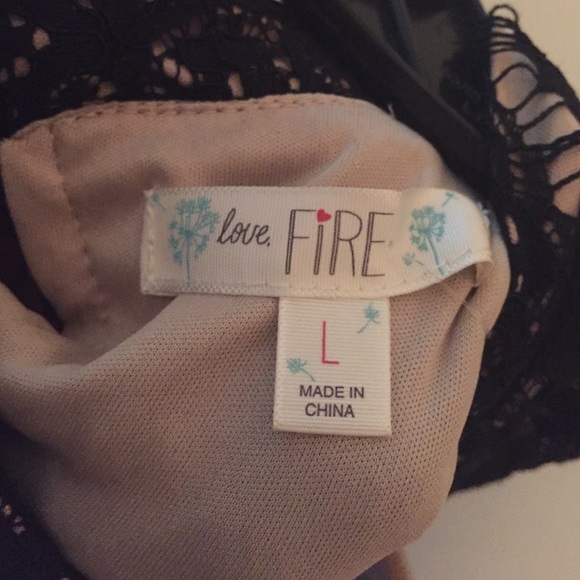 love, FiRE
L
MADE IN
CHINA